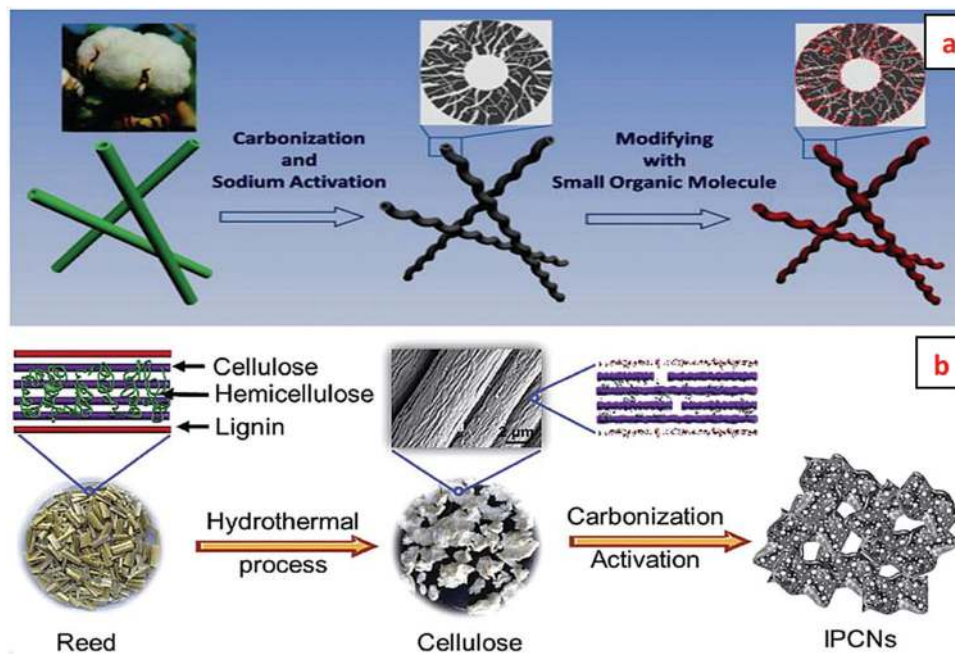 a
Carbonization
and
Sodium Activation
Modifying
with
Small Organic Molecule
b
Cellulose
Hemicellulose
Lignin
2 μm
Hydrothermal
process
Carbonization
Activation
Reed
Cellulose
IPCNs